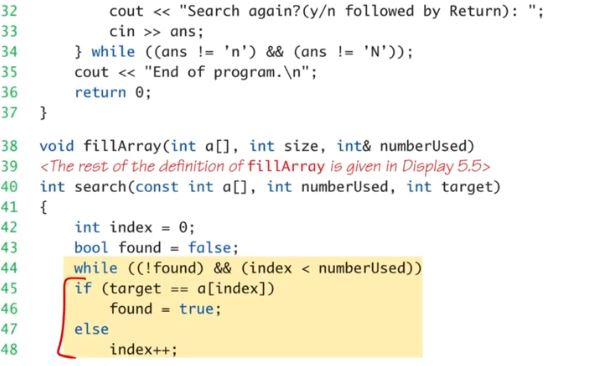 32 cout << "Search again?(y/n followed by Return): ";
33 cin >> ans;
34 } while ((ans != 'n') && (ans != 'N'));
35 cout << "End of program.\n";
36 return 0;
37 }
38 void fillArray(int a[], int size, int& numberUsed)
39 <The rest of the definition of fillArray is given in Display 5.5>
40 int search(const int a[], int numberUsed, int target)
41 {
42 int index = 0;
43 bool found = false;
44 while ((!found) && (index < numberUsed))
45 if (target == a[index])
46 found = true;
47 else
48 index++;